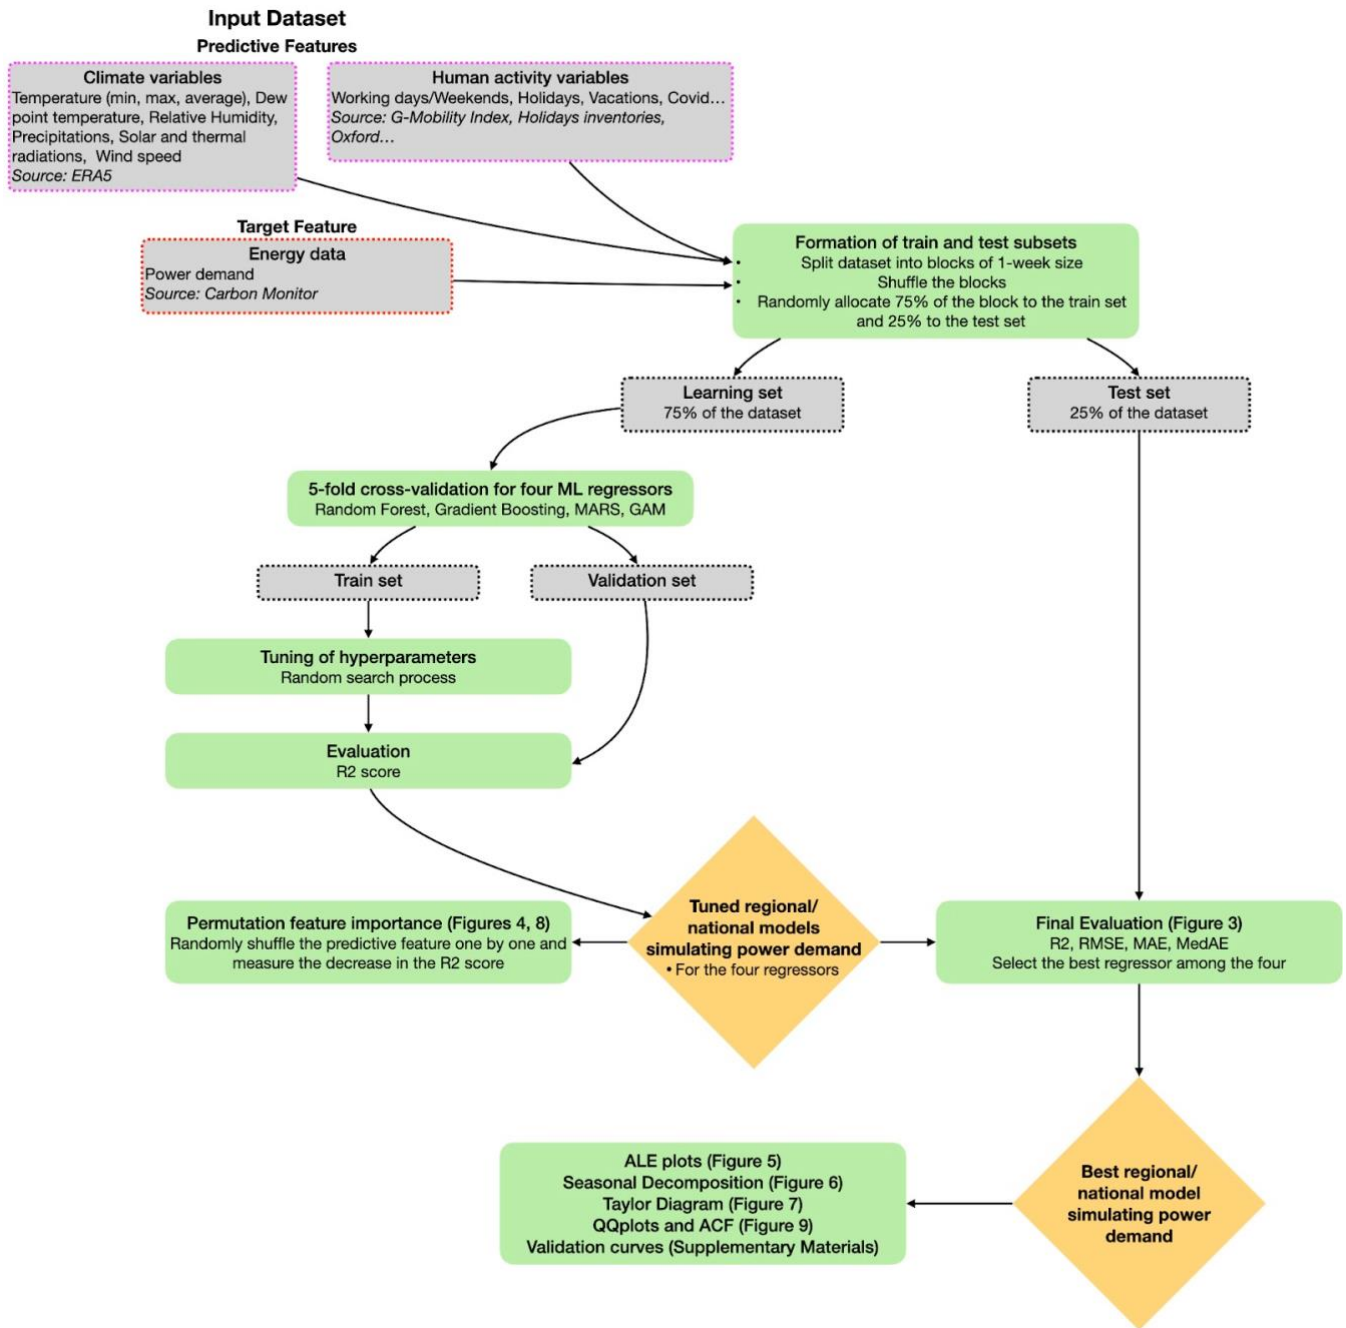 Input Dataset
Predictive Features
Climate variables
Temperature (min, max, average), Dew
point temperature, Relative Humidity,
Precipitations, Solar and thermal
radiations, Wind speed
Source: ERA5
Human activity variables
Working days/Weekends, Holidays, Vacations, Covid...
Source: G-Mobility Index, Holidays inventories,
Oxford...
Target Feature
Energy data
Power demand
Source: Carbon Monitor
Formation of train and test subsets
• Split dataset into blocks of 1-week size
• Shuffle the blocks
• Randomly allocate 75% of the block to the train set
and 25% to the test set
Learning set
75% of the dataset
Test set
25% of the dataset
5-fold cross-validation for four ML regressors
Random Forest, Gradient Boosting, MARS, GAM
Train set
Validation set
Tuning of hyperparameters
Random search process
Evaluation
R2 score
Permutation feature importance (Figures 4, 8)
Randomly shuffle the predictive feature one by one and
measure the decrease in the R2 score
Tuned regional/
national models
simulating power demand
• For the four regressors
Final Evaluation (Figure 3)
R2, RMSE, MAE, MedAE
Select the best regressor among the four
ALE plots (Figure 5)
Seasonal Decomposition (Figure 6)
Taylor Diagram (Figure 7)
QQplots and ACF (Figure 9)
Validation curves (Supplementary Materials)
Best regional/
national model
simulating power
demand